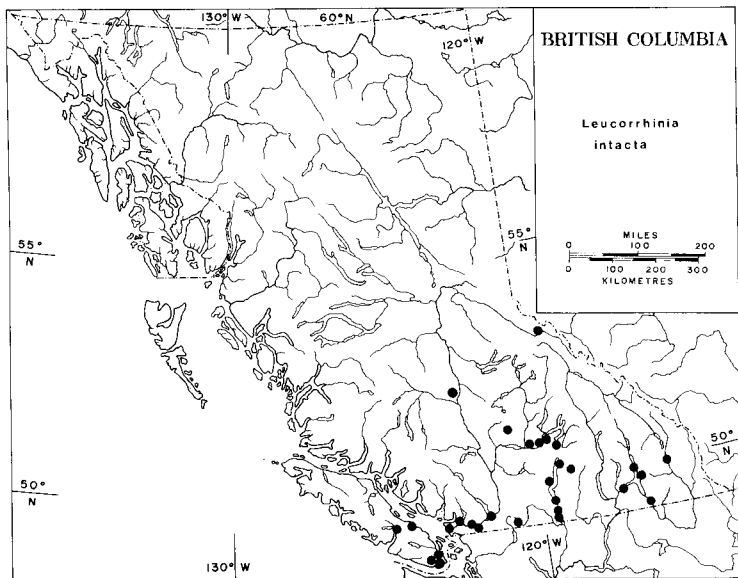 130° W
60° N
120° W
BRITISH COLUMBIA
Leucorrhinia
intacta
55°
N
55°
N
MILES
0 100 200
0 100 200 300
KILOMETRES
50°
N
50°
N
130° W
120° W